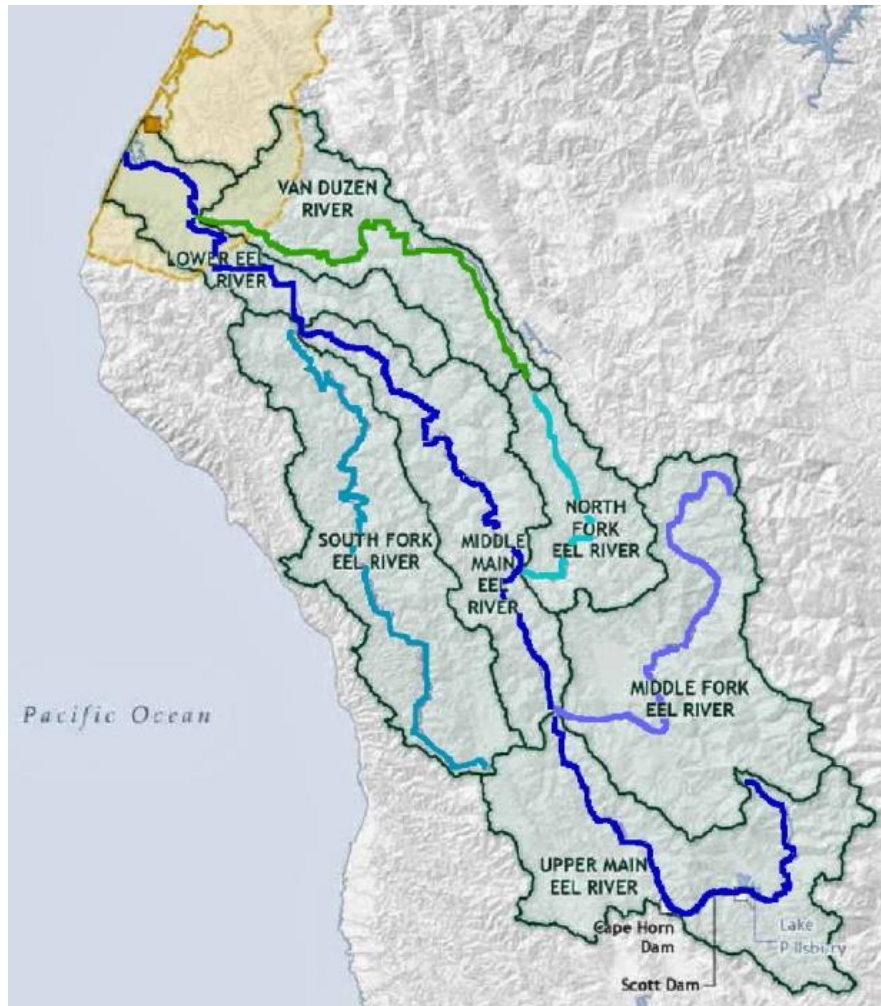 VAN DUZEN
RIVER
LOWER EEL
RIVER
NORTH
FORK
EEL RIVER
SOUTH FORK
EEL RIVER
MIDDLE
MAIN
EEL
RIVER
MIDDLE FORK
EEL RIVER
Pacific Ocean
UPPER MAIN
EEL RIVER
Cape Horn
Dam
Lake
Pillsbury
Scott Dam